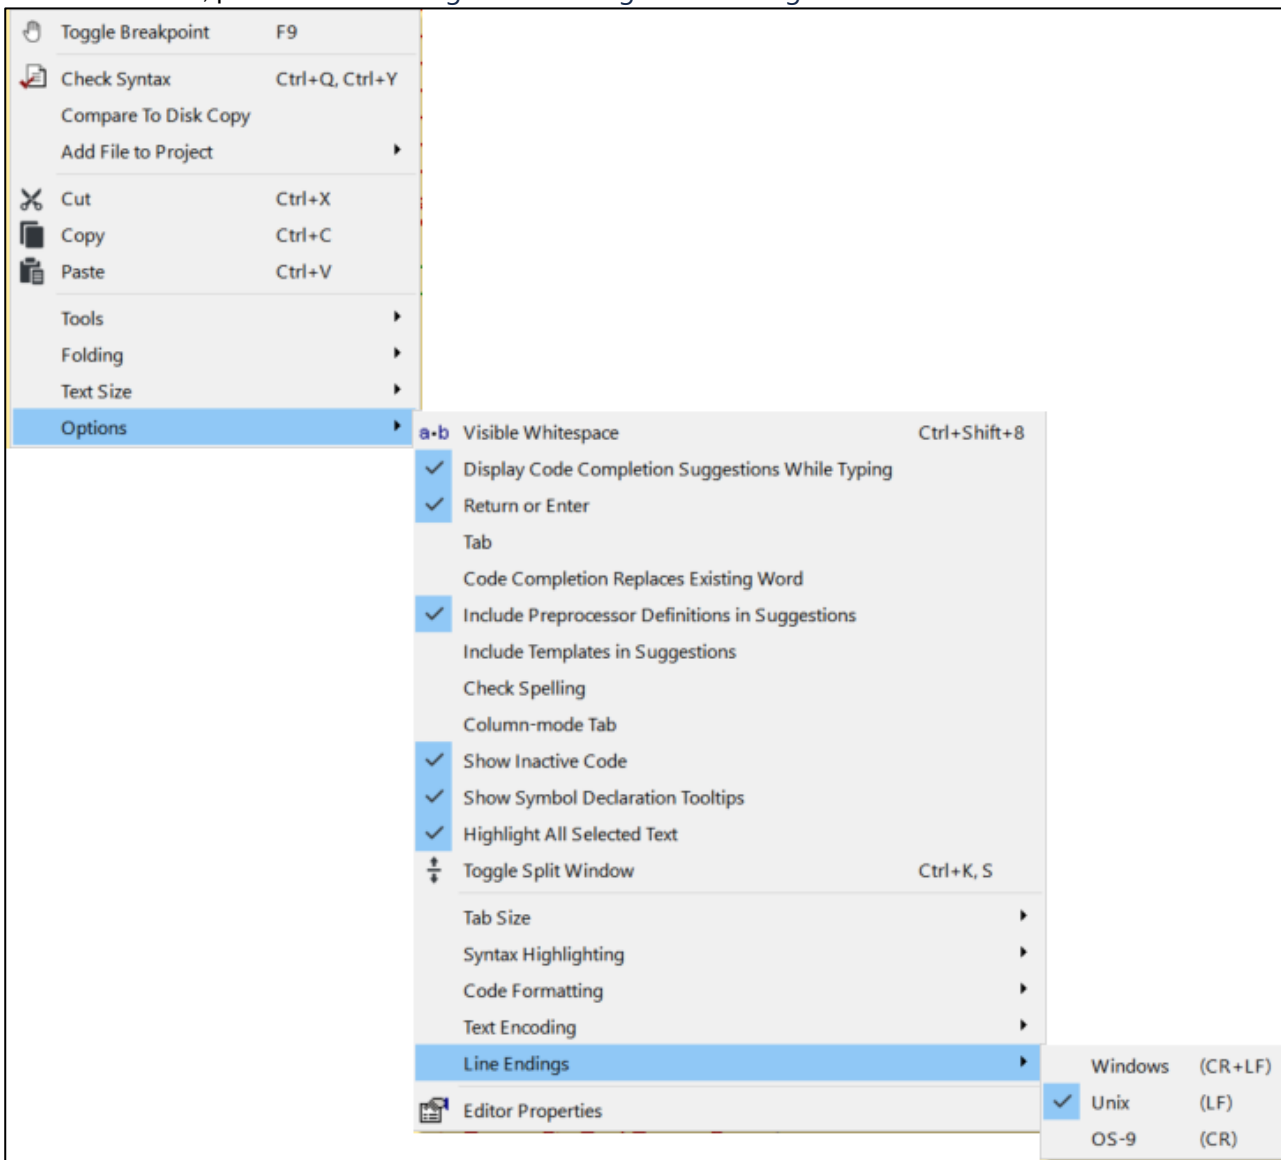 Toggle Breakpoint F9
Check Syntax Ctrl+Q, Ctrl+Y
Compare To Disk Copy
Add File to Project
Cut Ctrl+X
Copy Ctrl+C
Paste Ctrl+V
Tools
Folding
Text Size
Options
a•b Visible Whitespace Ctrl+Shift+8
Display Code Completion Suggestions While Typing
Return or Enter
Tab
Code Completion Replaces Existing Word
Include Preprocessor Definitions in Suggestions
Include Templates in Suggestions
Check Spelling
Column-mode Tab
Show Inactive Code
Show Symbol Declaration Tooltips
Highlight All Selected Text
Toggle Split Window Ctrl+K, S
Tab Size
Syntax Highlighting
Code Formatting
Text Encoding
Line Endings
Editor Properties
Windows (CR+LF)
Unix (LF)
OS-9 (CR)